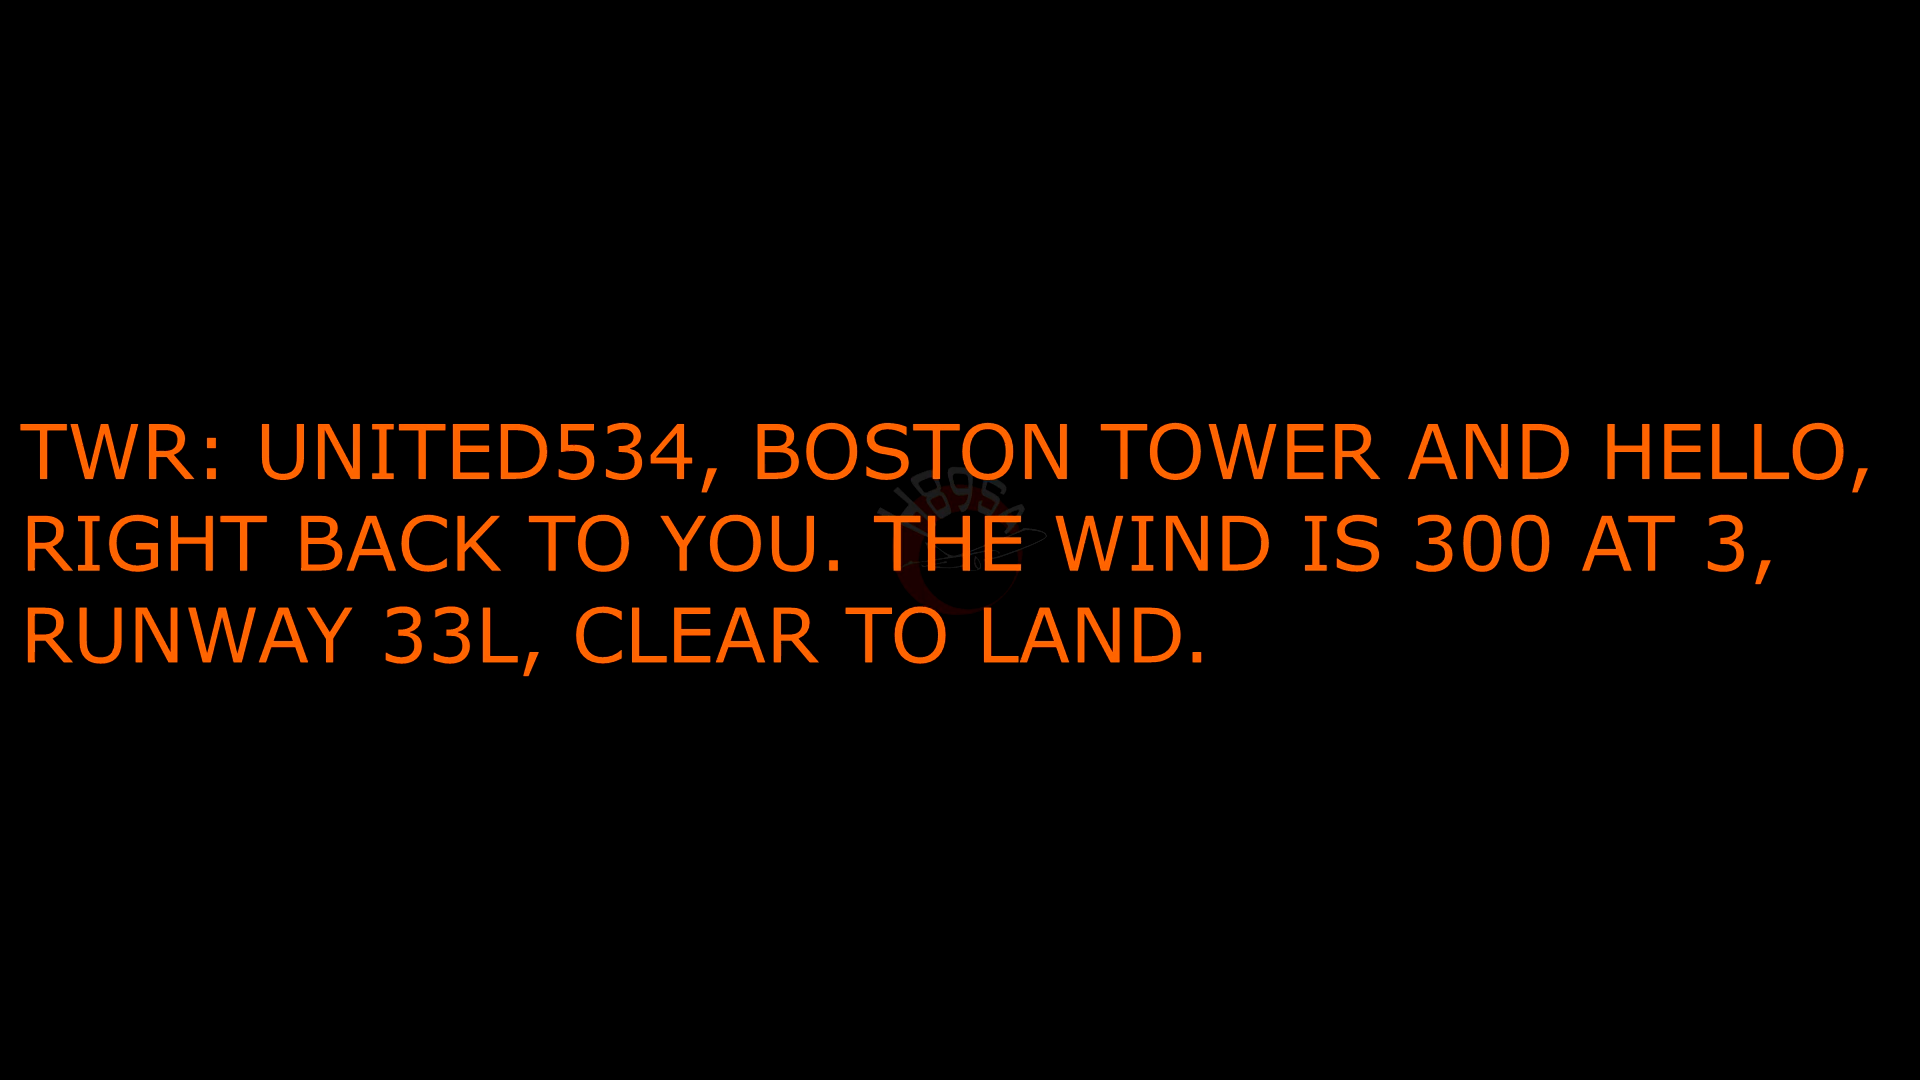 TWR: UNITED534, BOSTON TOWER AND HELLO,
RIGHT BACK TO YOU. THE WIND IS 300 AT 3,
RUNWAY 33L, CLEAR TO LAND.